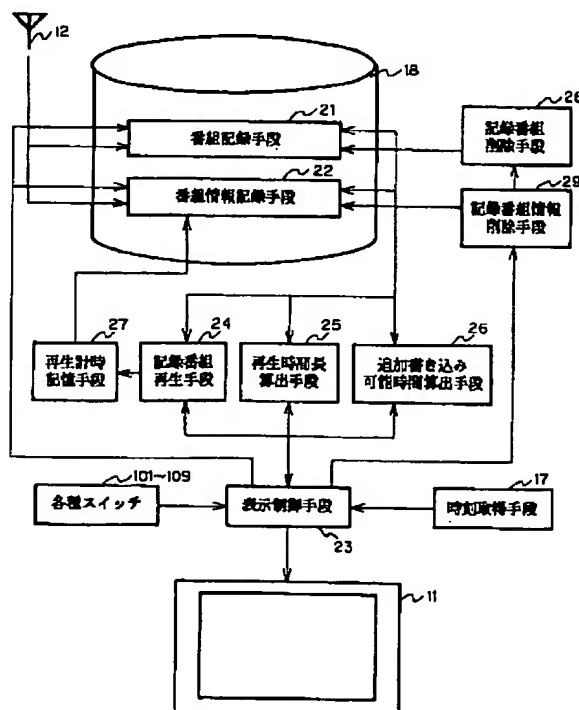 12
18
21
番組記録手段
22
番組情報記録手段
28
記録番組
削除手段
29
記録番組情報
削除手段
27
再生計時
記憶手段
24
記録番組
再生手段
25
再生時間長
算出手段
26
追加書き込み
可能時間算出手段
101~109
各種スイッチ
表示制御手段
23
17
時刻取得手段
11